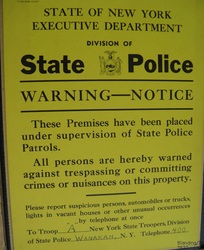 STATE OF NEW YORK
EXECUTIVE DEPARTMENT
DIVISION OF
State Police
WARNING—NOTICE
These Premises have been placed
under supervision of State Police
Patrols.
All persons are hereby warned
against trespassing or committing
crimes or nuisances on this property.
Please report suspicious persons, automobiles or trucks,
lights in vacant houses or other unusual occurrences
by telephone at once
To Troop "A" New York State Troopers, Division
of State Police, N. Y. Telephone